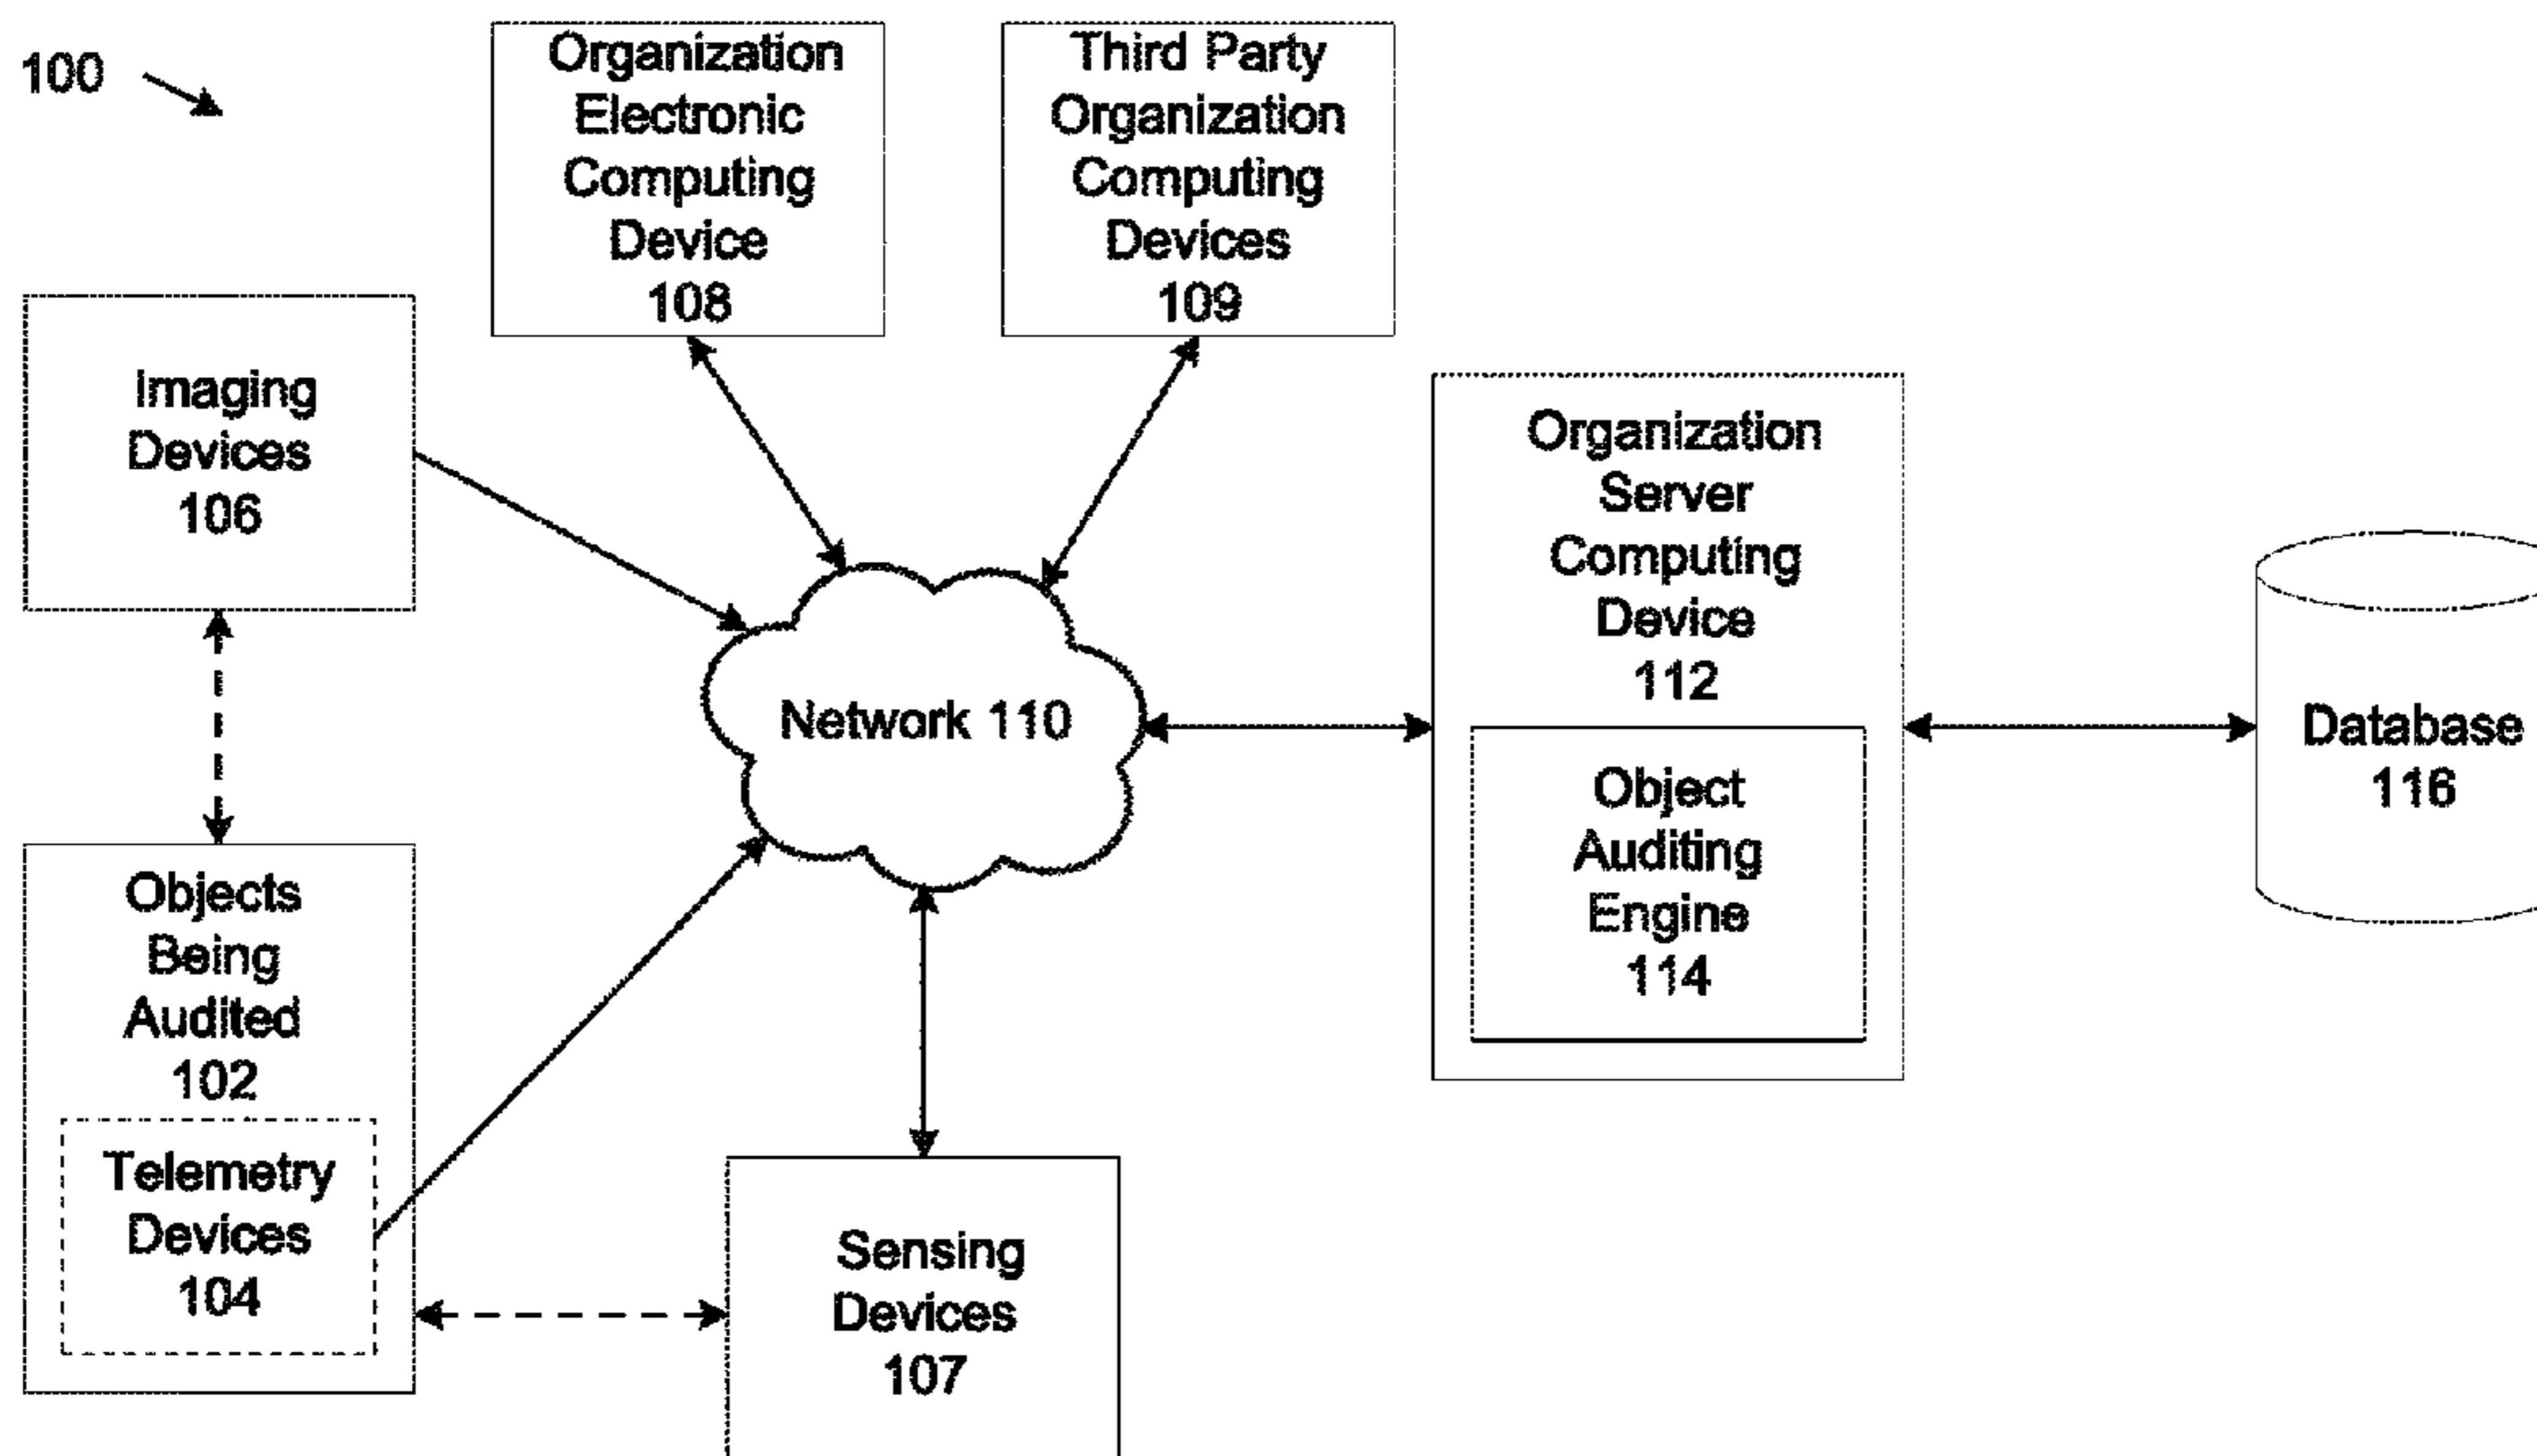 100
Organization
Electronic
Computing
Device
108
Third Party
Organization
Computing
Devices
109
Imaging
Devices
106
Organization
Server
Computing
Device
112
Network 110
Database
116
Object
Auditing
Engine
114
Objects
Being
Audited
102
Telemetry
Devices
104
Sensing
Devices
107